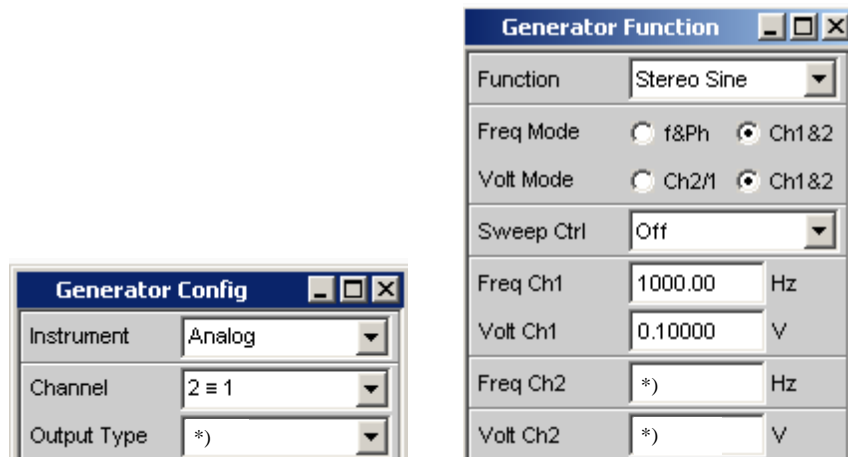 Generator Config
Instrument Analog
Channel 2 ≡ 1
Output Type *)
Generator Function
Function Stereo Sine
Freq Mode f&Ph Ch1&2
Volt Mode Ch2/1 Ch1&2
Sweep Ctrl Off
Freq Ch1 1000.00 Hz
Volt Ch1 0.10000 V
Freq Ch2 *) Hz
Volt Ch2 *) V